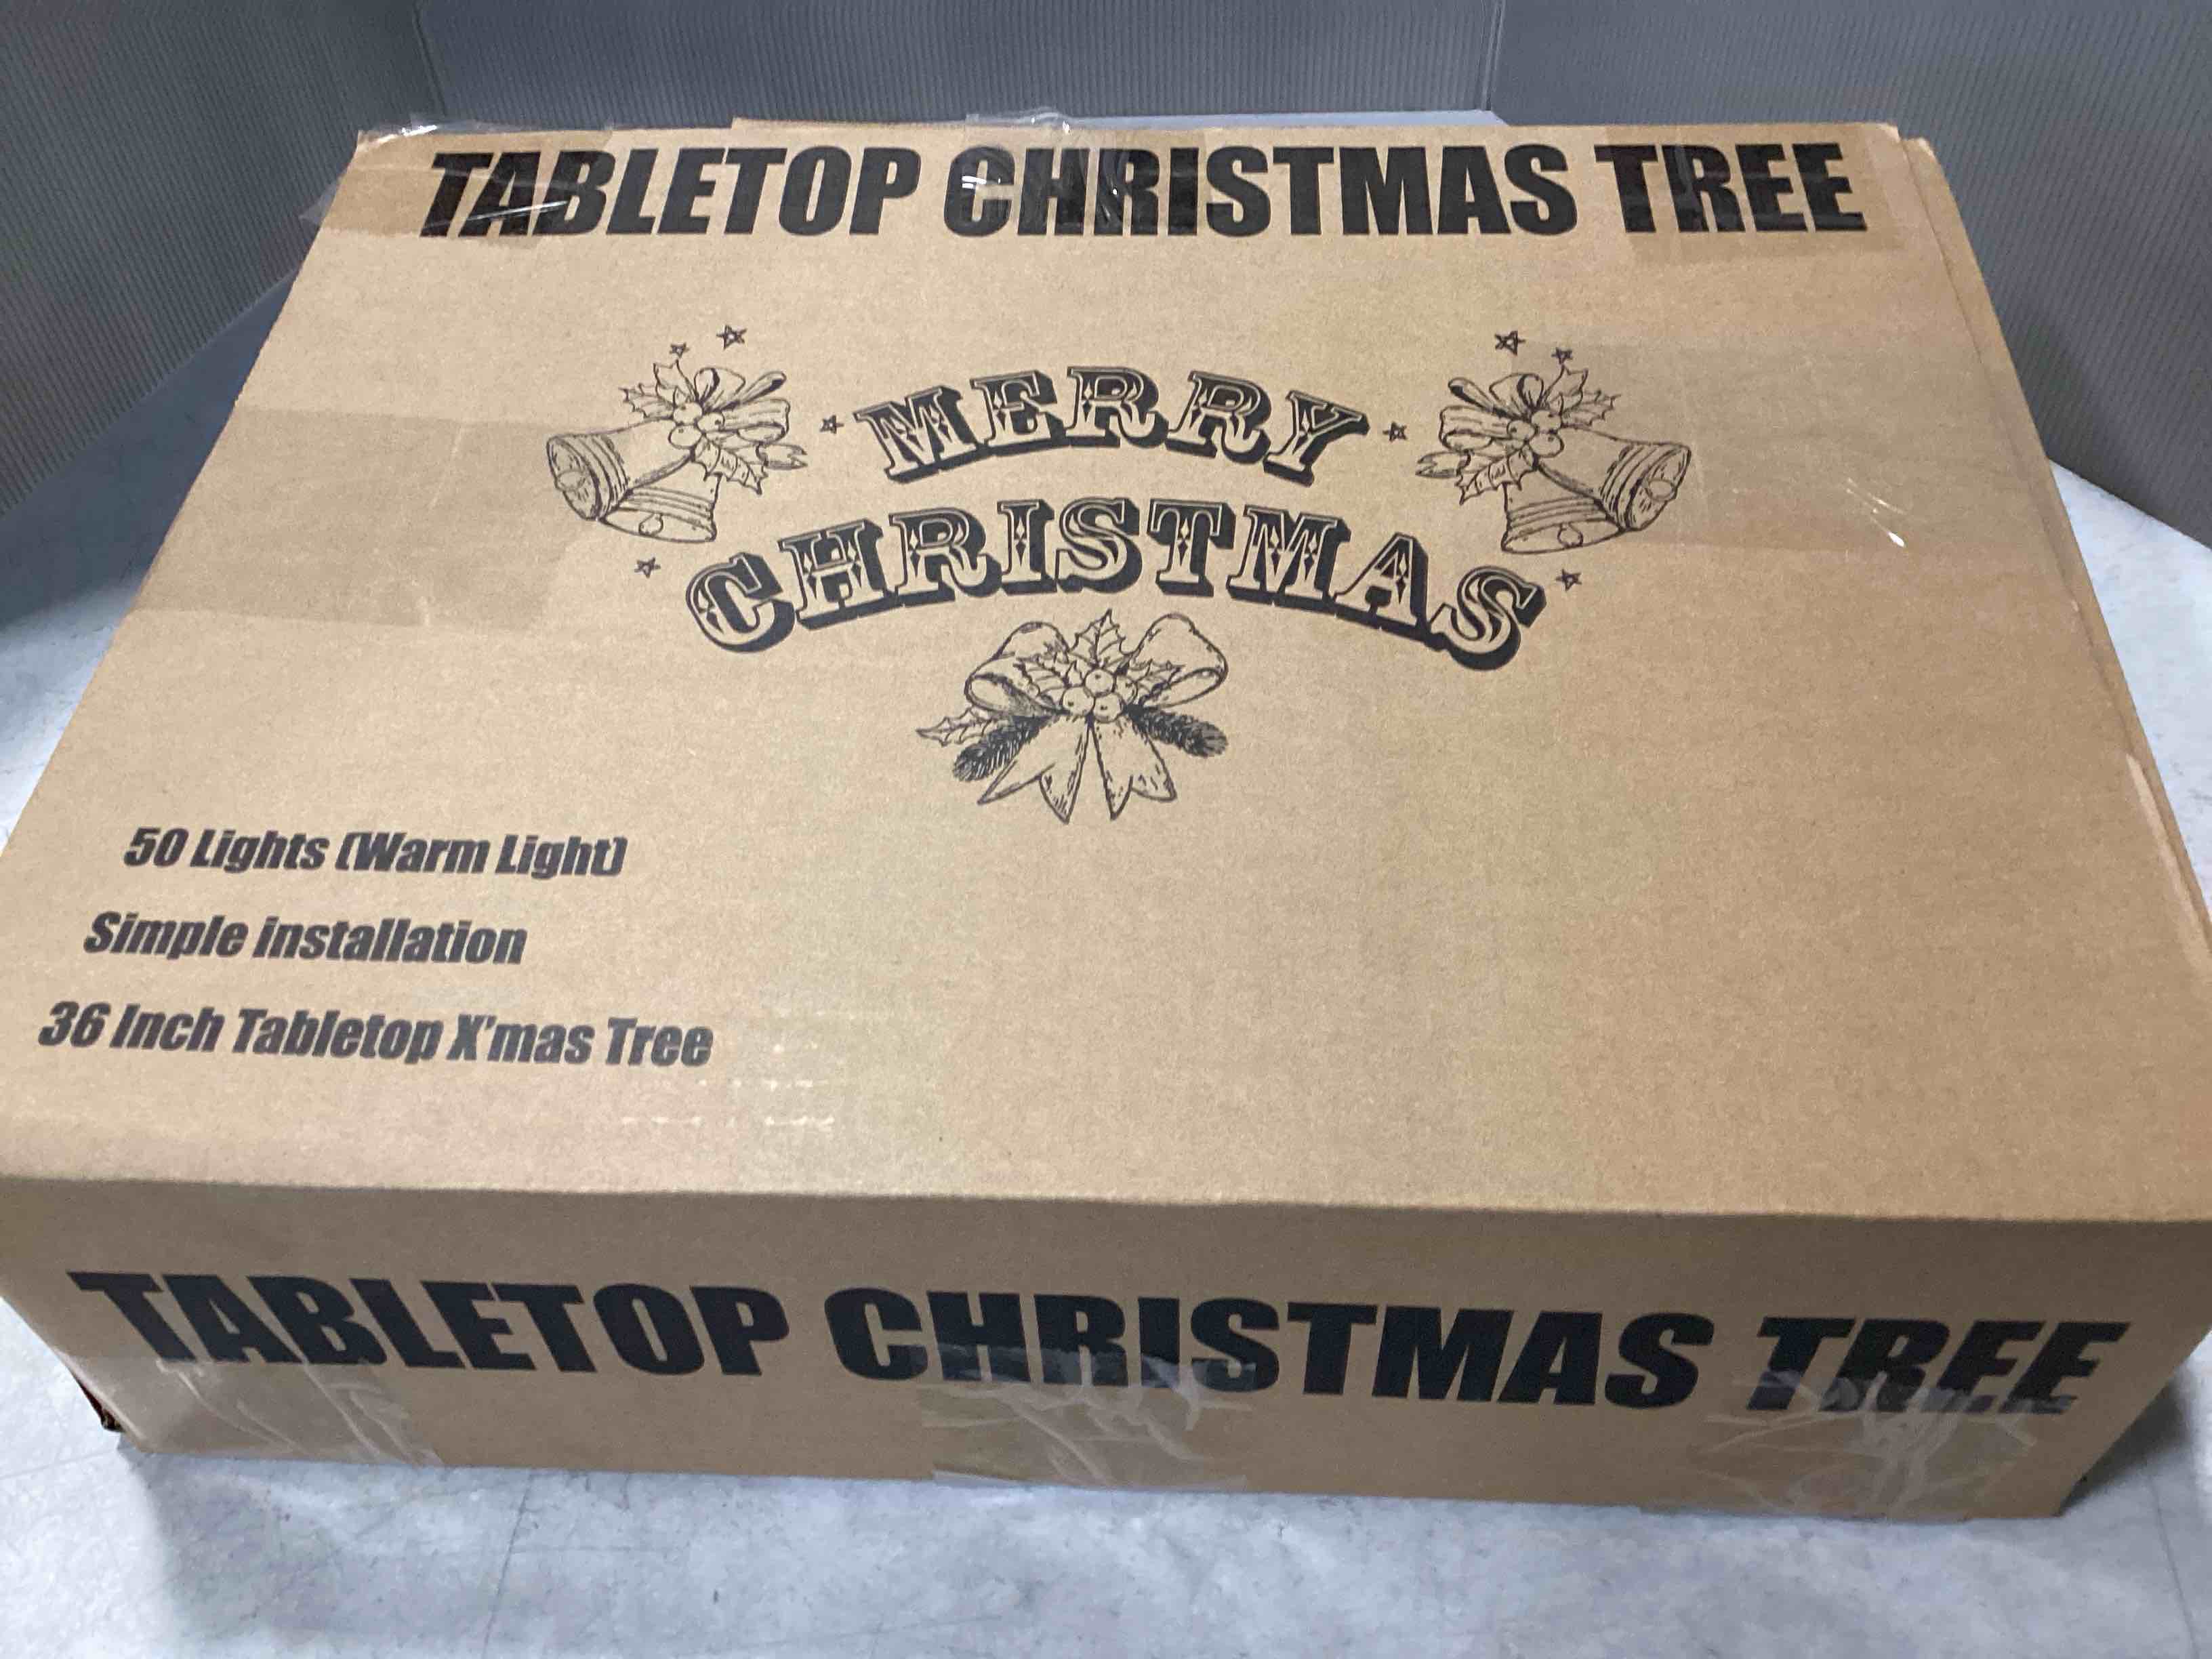 TABLETOP CHRISTMAS TREE
MERRY
CHRISTMAS
50 Lights (Warm Light)
Simple installation
36 Inch Tabletop X'mas Tree
TABLETOP CHRISTMAS TREE